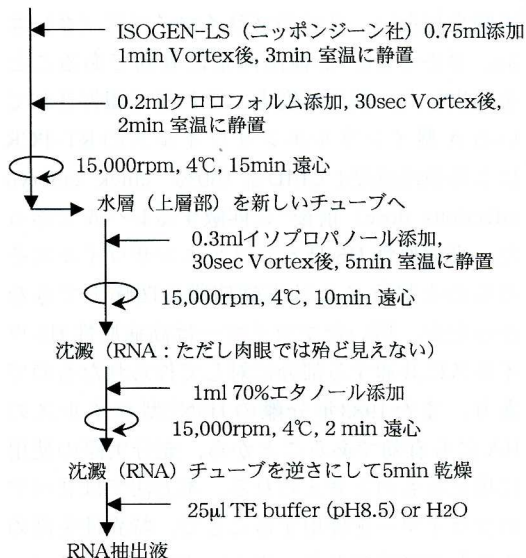 ISOGEN-LS（ニッポンジーン社）0.75ml添加
1min Vortex後, 3min 室温に静置
0.2mlクロロフォルム添加, 30sec Vortex後,
2min 室温に静置
15,000rpm, 4℃, 15min 遠心
水層（上層部）を新しいチューブへ
0.3mlイソプロパノール添加,
30sec Vortex後, 5min 室温に静置
15,000rpm, 4℃, 10min 遠心
沈澱（RNA：ただし肉眼では殆ど見えない）
1ml 70%エタノール添加
15,000rpm, 4℃, 2 min 遠心
沈澱（RNA）チューブを逆さにして5min 乾燥
25μl TE buffer (pH8.5) or H2O
RNA抽出液